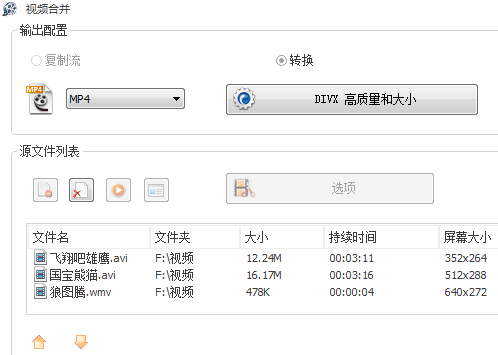 视频合并
输出配置
复制流 转换
MP4 MP4 DIVX 高质量和大小
源文件列表
选项
文件名 文件夹 大小 持续时间 屏幕大小
飞翔吧雄鹰.avi F:\视频 12.24M 00:03:11 352x264
国宝熊猫.avi F:\视频 16.17M 00:03:16 512x288
狼图腾.wmv F:\视频 478K 00:00:04 640x272